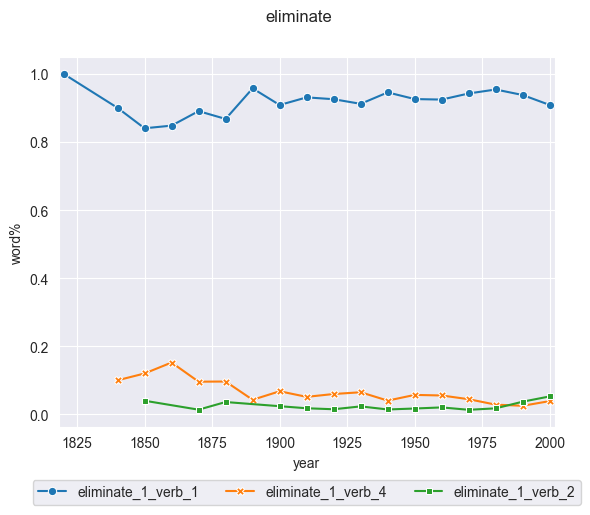 eliminate
1.0
0.8
0.6
0.4
0.2
0.0
word%
1825 1850 1875 1900 1925 1950 1975 2000
year
eliminate_1_verb_1 eliminate_1_verb_4 eliminate_1_verb_2